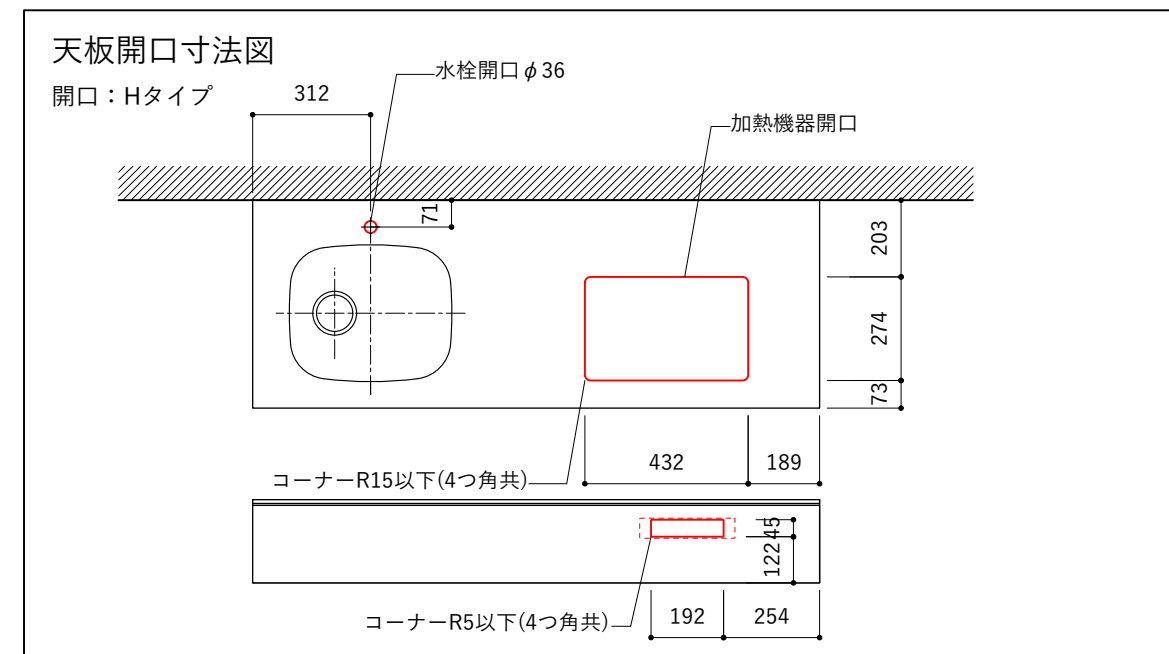 天板開口寸法図
水栓開口φ36
開口：Hタイプ
312
加熱機器開口
71
203
274
73
432
189
コーナーR15以下(4つ角共)
45
122
コーナーR5以下(4つ角共)
192
254